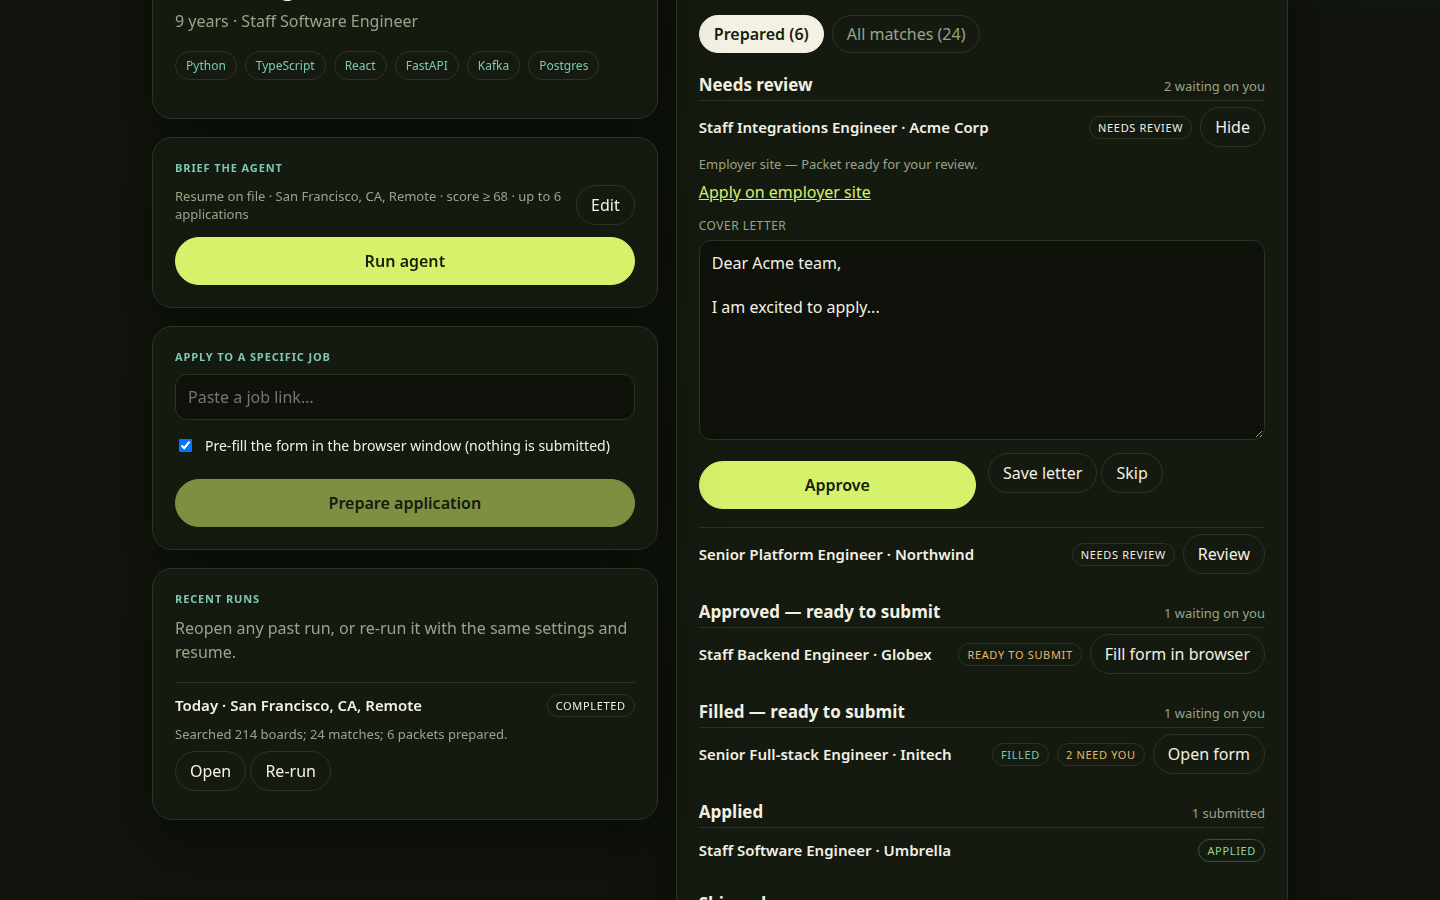 9 years · Staff Software Engineer
Python
TypeScript
React
FastAPI
Kafka
Postgres
BRIEF THE AGENT
Resume on file · San Francisco, CA, Remote · score ≥ 68 · up to 6
applications
Edit
Run agent
APPLY TO A SPECIFIC JOB
Paste a job link...
Pre-fill the form in the browser window (nothing is submitted)
Prepare application
RECENT RUNS
Reopen any past run, or re-run it with the same settings and
resume.
Today · San Francisco, CA, Remote
COMPLETED
Searched 214 boards; 24 matches; 6 packets prepared.
Open
Re-run
Prepared (6)
All matches (24)
Needs review
2 waiting on you
Staff Integrations Engineer · Acme Corp
NEEDS REVIEW
Hide
Employer site — Packet ready for your review.
Apply on employer site
COVER LETTER
Dear Acme team,
I am excited to apply...
Approve
Save letter
Skip
Senior Platform Engineer · Northwind
NEEDS REVIEW
Review
Approved — ready to submit
1 waiting on you
Staff Backend Engineer · Globex
READY TO SUBMIT
Fill form in browser
Filled — ready to submit
1 waiting on you
Senior Full-stack Engineer · Initech
FILLED
2 NEED YOU
Open form
Applied
1 submitted
Staff Software Engineer · Umbrella
APPLIED